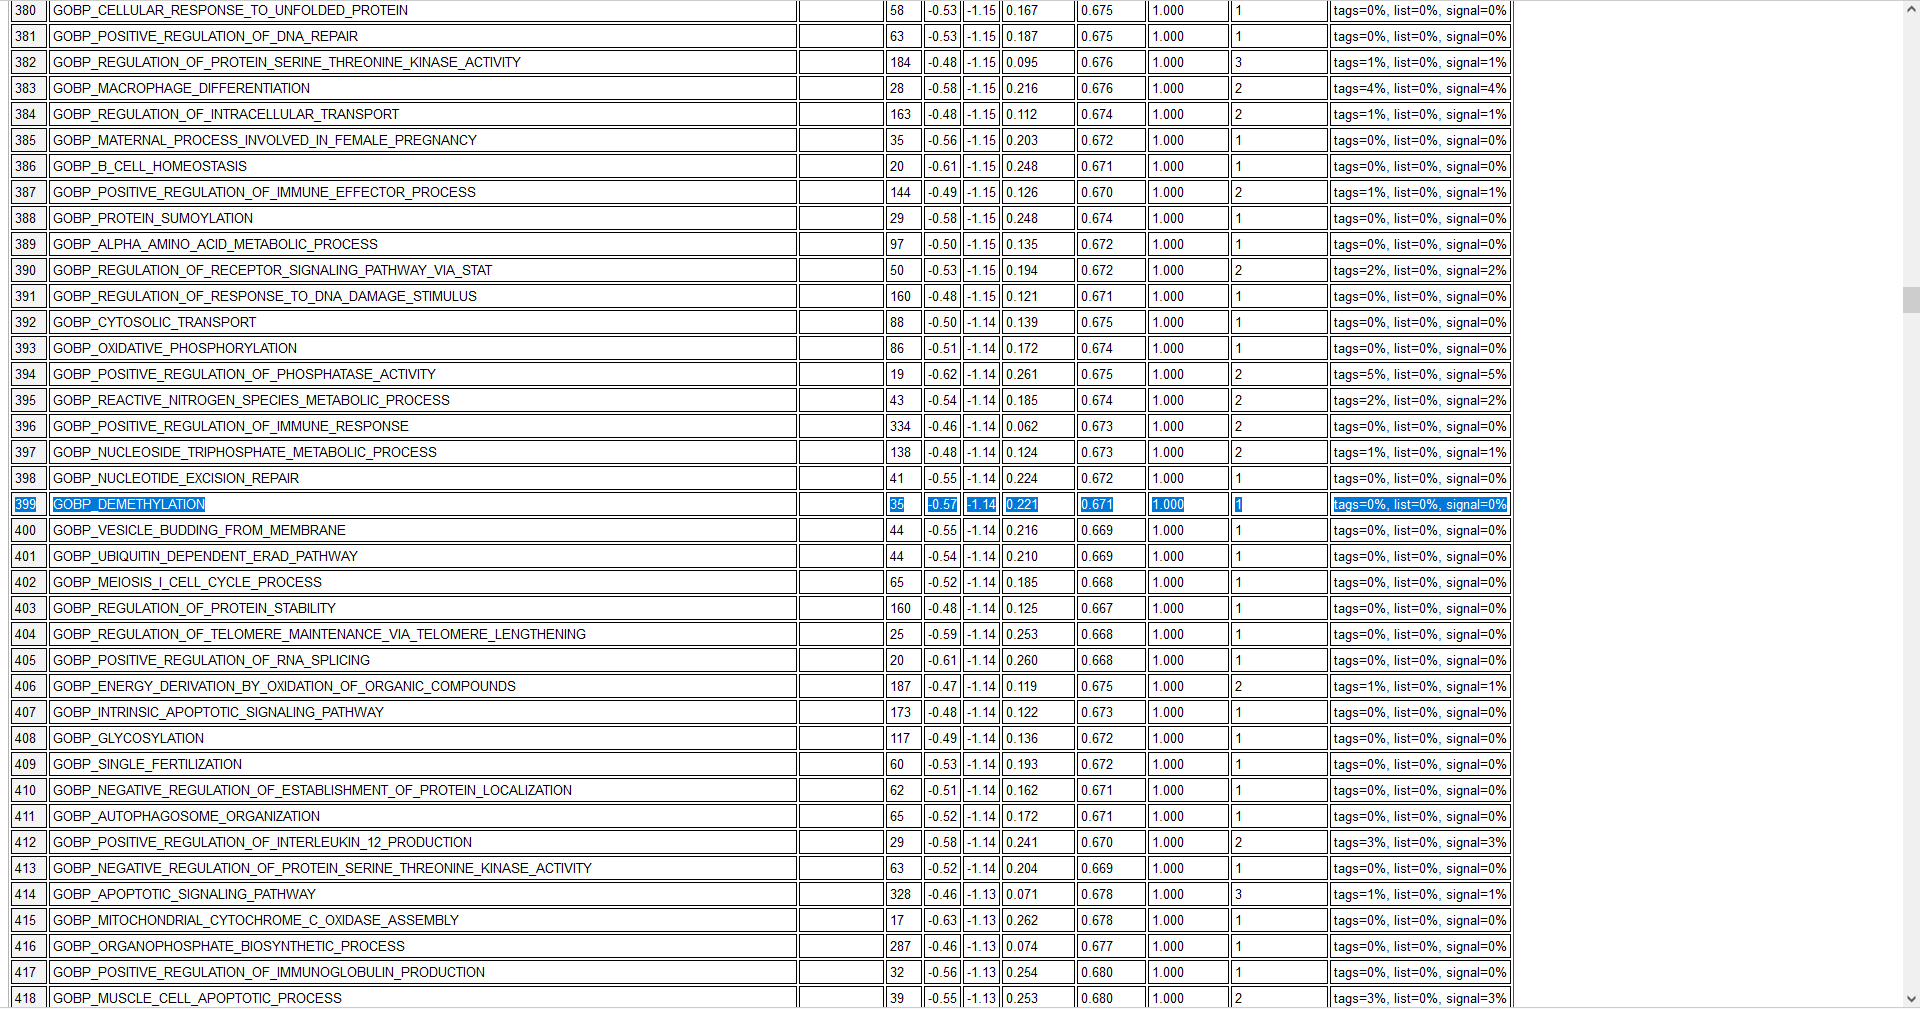 380 GOBP_CELLULAR_RESPONSE_TO_UNFOLDED_PROTEIN 58 -0.53 -1.15 0.167 0.675 1.000 1 tags=0%, list=0%, signal=0%
381 GOBP_POSITIVE_REGULATION_OF_DNA_REPAIR 63 -0.53 -1.15 0.187 0.675 1.000 1 tags=0%, list=0%, signal=0%
382 GOBP_REGULATION_OF_PROTEIN_SERINE_THREONINE_KINASE_ACTIVITY 184 -0.48 -1.15 0.095 0.676 1.000 3 tags=1%, list=0%, signal=1%
383 GOBP_MACROPHAGE_DIFFERENTIATION 28 -0.58 -1.15 0.216 0.676 1.000 2 tags=4%, list=0%, signal=4%
384 GOBP_REGULATION_OF_INTRACELLULAR_TRANSPORT 163 -0.48 -1.15 0.112 0.674 1.000 2 tags=1%, list=0%, signal=1%
385 GOBP_MATERNAL_PROCESS_INVOLVED_IN_FEMALE_PREGNANCY 35 -0.56 -1.15 0.203 0.672 1.000 1 tags=0%, list=0%, signal=0%
386 GOBP_B_CELL_HOMEOSTASIS 20 -0.61 -1.15 0.248 0.671 1.000 1 tags=0%, list=0%, signal=0%
387 GOBP_POSITIVE_REGULATION_OF_IMMUNE_EFFECTOR_PROCESS 144 -0.49 -1.15 0.126 0.670 1.000 2 tags=1%, list=0%, signal=1%
388 GOBP_PROTEIN_SUMOYLATION 29 -0.58 -1.15 0.248 0.674 1.000 1 tags=0%, list=0%, signal=0%
389 GOBP_ALPHA_AMINO_ACID_METABOLIC_PROCESS 97 -0.50 -1.15 0.135 0.672 1.000 1 tags=0%, list=0%, signal=0%
390 GOBP_REGULATION_OF_RECEPTOR_SIGNALING_PATHWAY_VIA_STAT 50 -0.53 -1.15 0.194 0.672 1.000 2 tags=2%, list=0%, signal=2%
391 GOBP_REGULATION_OF_RESPONSE_TO_DNA_DAMAGE_STIMULUS 160 -0.48 -1.15 0.121 0.671 1.000 1 tags=0%, list=0%, signal=0%
392 GOBP_CYTOSOLIC_TRANSPORT 88 -0.50 -1.14 0.139 0.675 1.000 1 tags=0%, list=0%, signal=0%
393 GOBP_OXIDATIVE_PHOSPHORYLATION 86 -0.51 -1.14 0.172 0.674 1.000 1 tags=0%, list=0%, signal=0%
394 GOBP_POSITIVE_REGULATION_OF_PHOSPHATASE_ACTIVITY 19 -0.62 -1.14 0.261 0.675 1.000 2 tags=5%, list=0%, signal=5%
395 GOBP_REACTIVE_NITROGEN_SPECIES_METABOLIC_PROCESS 43 -0.54 -1.14 0.185 0.674 1.000 2 tags=2%, list=0%, signal=2%
396 GOBP_POSITIVE_REGULATION_OF_IMMUNE_RESPONSE 334 -0.46 -1.14 0.062 0.673 1.000 2 tags=0%, list=0%, signal=0%
397 GOBP_NUCLEOSIDE_TRIPHOSPHATE_METABOLIC_PROCESS 138 -0.48 -1.14 0.124 0.673 1.000 2 tags=1%, list=0%, signal=1%
398 GOBP_NUCLEOTIDE_EXCISION_REPAIR 41 -0.55 -1.14 0.224 0.672 1.000 1 tags=0%, list=0%, signal=0%
399 GOBP_DEMETHYLATION 35 -0.57 -1.14 0.221 0.671 1.000 1 tags=0%, list=0%, signal=0%
400 GOBP_VESICLE_BUDDING_FROM_MEMBRANE 44 -0.55 -1.14 0.216 0.669 1.000 1 tags=0%, list=0%, signal=0%
401 GOBP_UBIQUITIN_DEPENDENT_ERAD_PATHWAY 44 -0.54 -1.14 0.210 0.669 1.000 1 tags=0%, list=0%, signal=0%
402 GOBP_MEIOSIS_I_CELL_CYCLE_PROCESS 65 -0.52 -1.14 0.185 0.668 1.000 1 tags=0%, list=0%, signal=0%
403 GOBP_REGULATION_OF_PROTEIN_STABILITY 160 -0.48 -1.14 0.125 0.667 1.000 1 tags=0%, list=0%, signal=0%
404 GOBP_REGULATION_OF_TELOMERE_MAINTENANCE_VIA_TELOMERE_LENGTHENING 25 -0.59 -1.14 0.253 0.668 1.000 1 tags=0%, list=0%, signal=0%
405 GOBP_POSITIVE_REGULATION_OF_RNA_SPLICING 20 -0.61 -1.14 0.260 0.668 1.000 1 tags=0%, list=0%, signal=0%
406 GOBP_ENERGY_DERIVATION_BY_OXIDATION_OF_ORGANIC_COMPOUNDS 187 -0.47 -1.14 0.119 0.675 1.000 2 tags=1%, list=0%, signal=1%
407 GOBP_INTRINSIC_APOPTOTIC_SIGNALING_PATHWAY 173 -0.48 -1.14 0.122 0.673 1.000 1 tags=0%, list=0%, signal=0%
408 GOBP_GLYCOSYLATION 117 -0.49 -1.14 0.136 0.672 1.000 1 tags=0%, list=0%, signal=0%
409 GOBP_SINGLE_FERTILIZATION 60 -0.53 -1.14 0.193 0.672 1.000 1 tags=0%, list=0%, signal=0%
410 GOBP_NEGATIVE_REGULATION_OF_ESTABLISHMENT_OF_PROTEIN_LOCALIZATION 62 -0.51 -1.14 0.162 0.671 1.000 1 tags=0%, list=0%, signal=0%
411 GOBP_AUTOPHAGOSOME_ORGANIZATION 65 -0.52 -1.14 0.172 0.671 1.000 1 tags=0%, list=0%, signal=0%
412 GOBP_POSITIVE_REGULATION_OF_INTERLEUKIN_12_PRODUCTION 29 -0.58 -1.14 0.241 0.670 1.000 2 tags=3%, list=0%, signal=3%
413 GOBP_NEGATIVE_REGULATION_OF_PROTEIN_SERINE_THREONINE_KINASE_ACTIVITY 63 -0.52 -1.14 0.204 0.669 1.000 1 tags=0%, list=0%, signal=0%
414 GOBP_APOPTOTIC_SIGNALING_PATHWAY 328 -0.46 -1.13 0.071 0.678 1.000 3 tags=1%, list=0%, signal=1%
415 GOBP_MITOCHONDRIAL_CYTOCHROME_C_OXIDASE_ASSEMBLY 17 -0.63 -1.13 0.262 0.678 1.000 1 tags=0%, list=0%, signal=0%
416 GOBP_ORGANOPHOSPHATE_BIOSYNTHETIC_PROCESS 287 -0.46 -1.13 0.074 0.677 1.000 1 tags=0%, list=0%, signal=0%
417 GOBP_POSITIVE_REGULATION_OF_IMMUNOGLOBULIN_PRODUCTION 32 -0.56 -1.13 0.254 0.680 1.000 1 tags=0%, list=0%, signal=0%
418 GOBP_MUSCLE_CELL_APOPTOTIC_PROCESS 39 -0.55 -1.13 0.253 0.680 1.000 2 tags=3%, list=0%, signal=3%